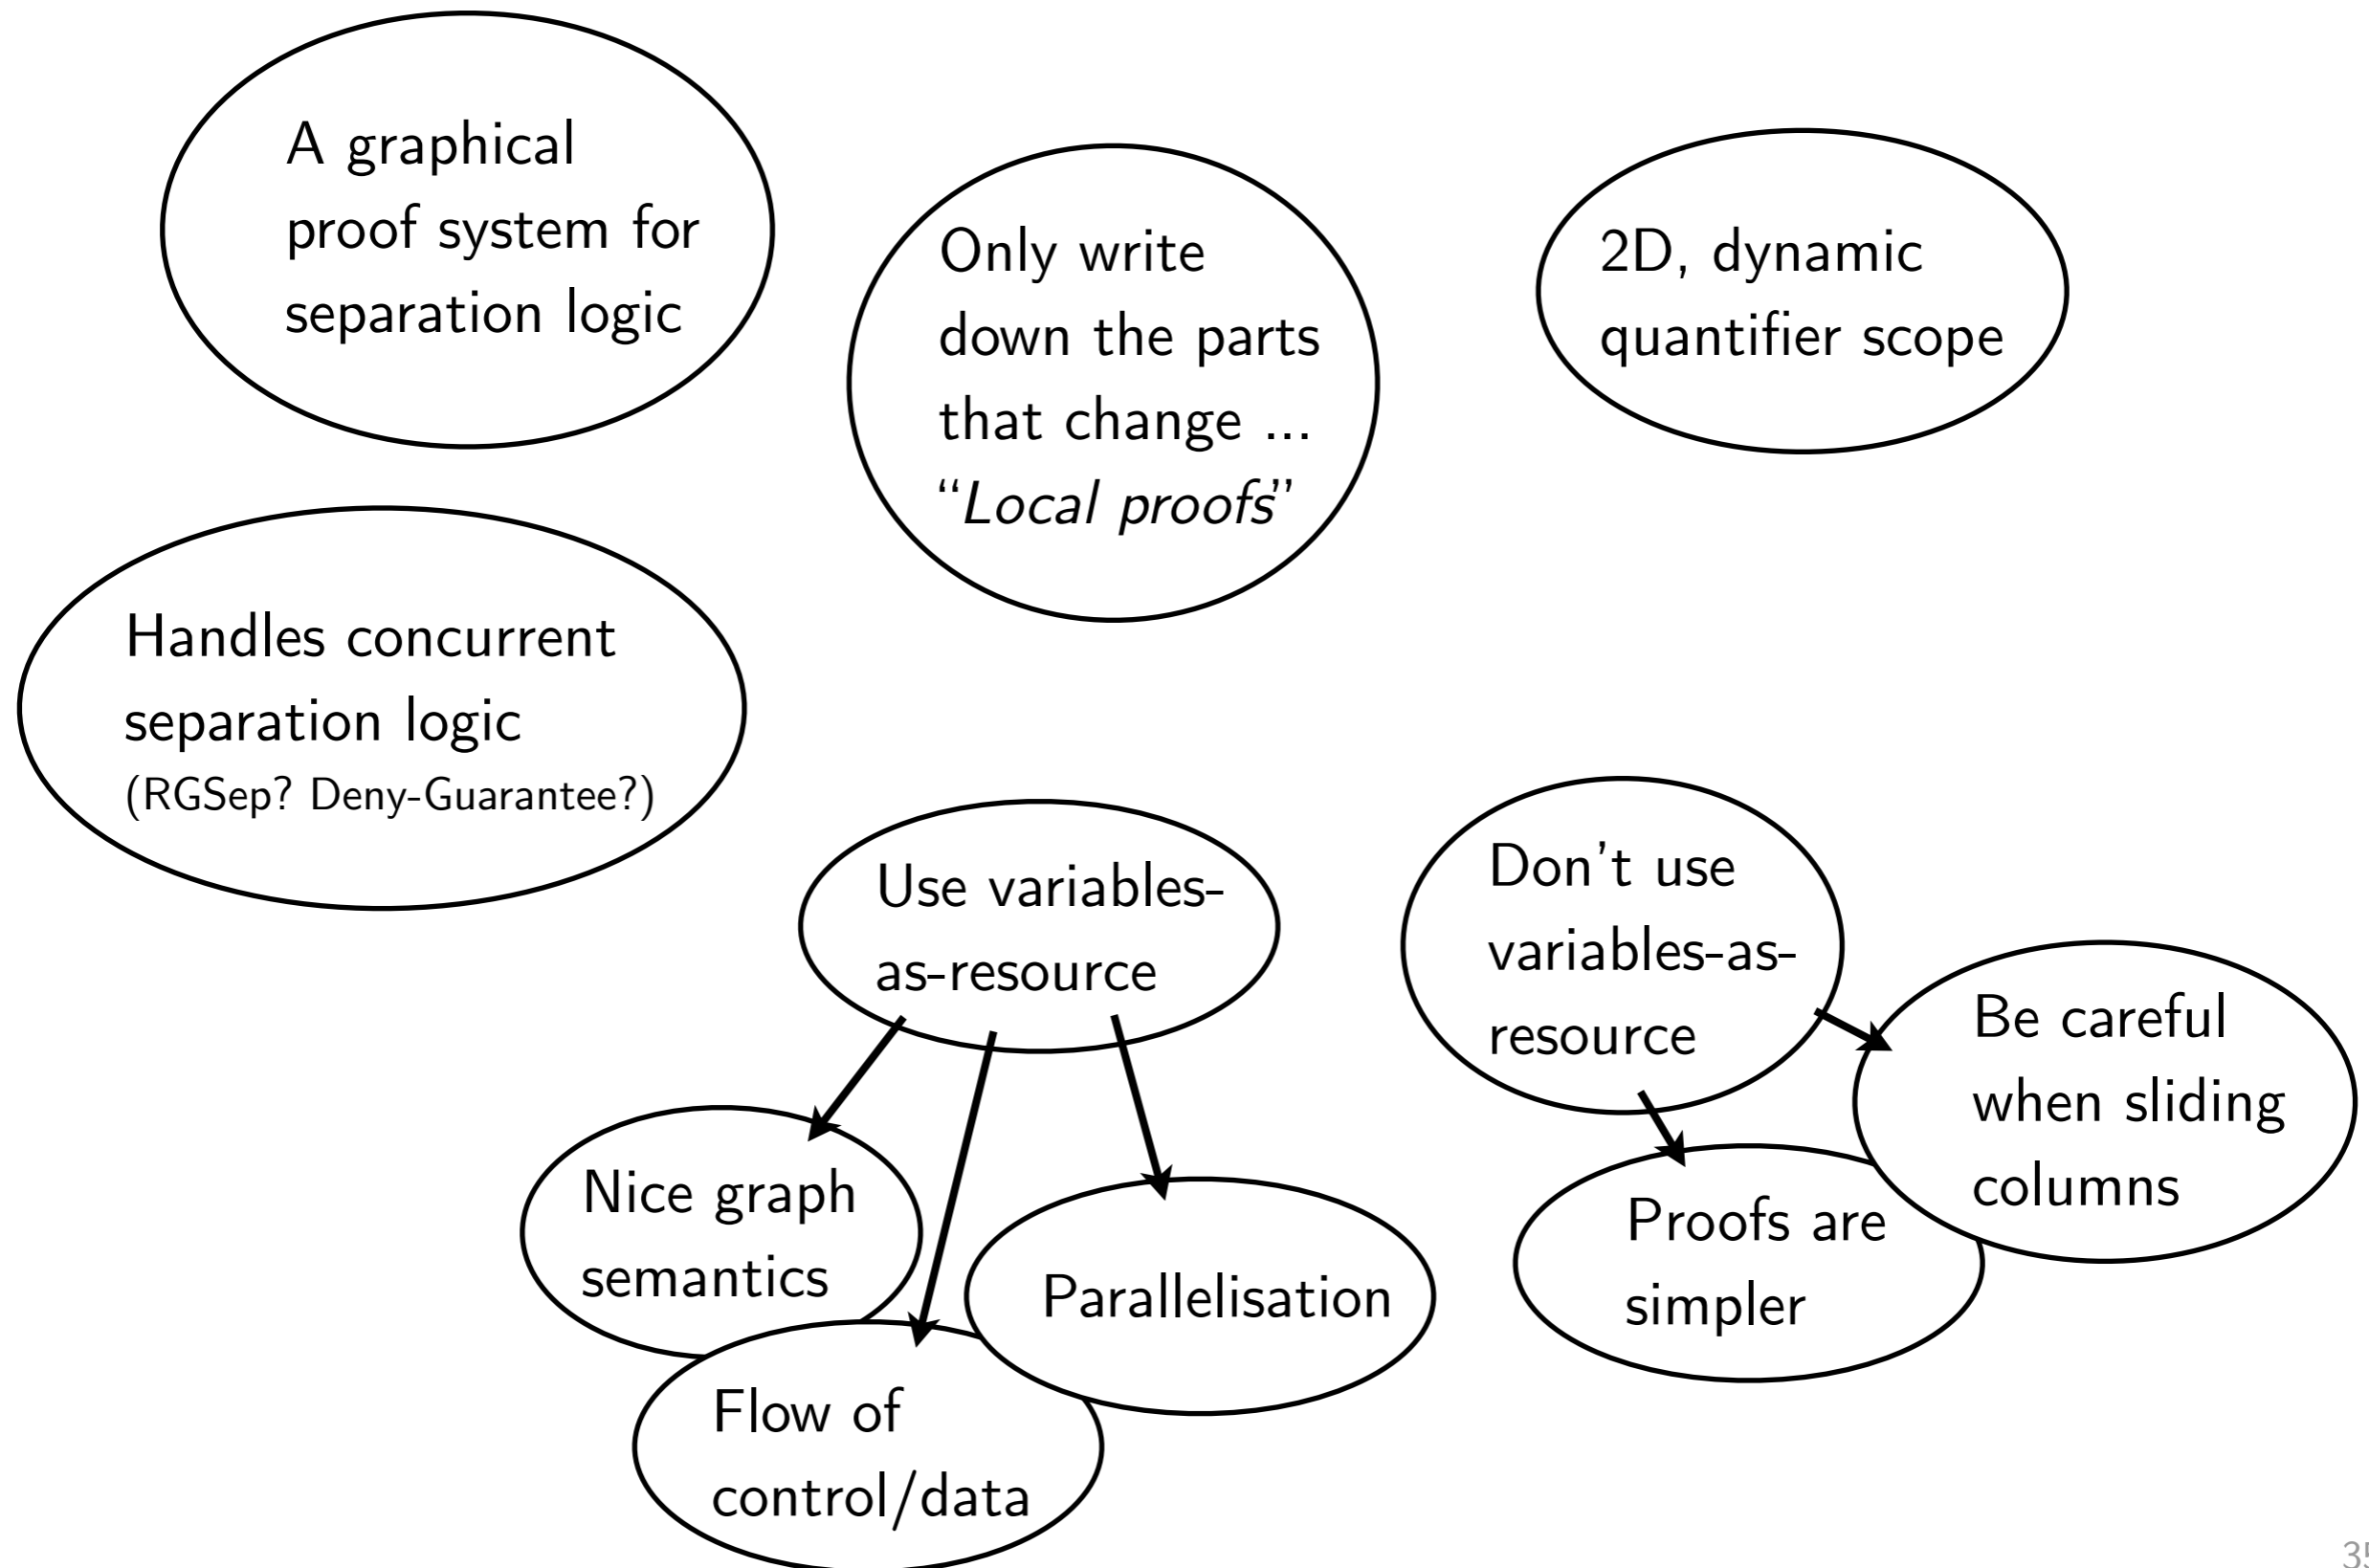 A graphical
proof system for
separation logic
Only write
down the parts
that change ...
“Local proofs”
2D, dynamic
quantifier scope
Handles concurrent
separation logic
(RGSep? Deny-Guarantee?)
Use variables-
as-resource
Don’t use
variables-as-
resource
Be careful
when sliding
columns
Nice graph
semantics
Parallelisation
Proofs are
simpler
Flow of
control/data
35